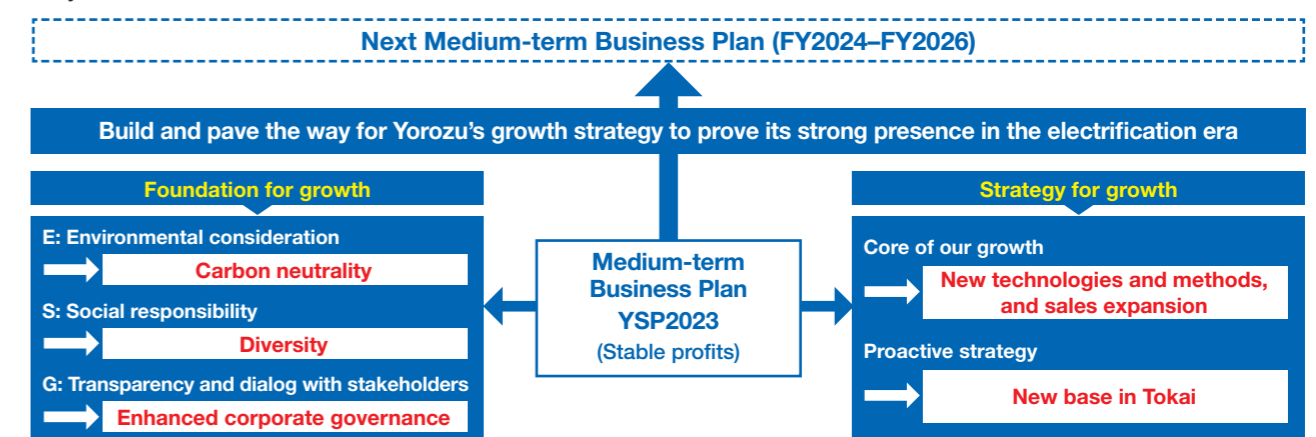 Next Medium-term Business Plan (FY2024–FY2026)
Build and pave the way for Yorozu's growth strategy to prove its strong presence in the electrification era
Foundation for growth
E: Environmental consideration
Carbon neutrality
S: Social responsibility
Diversity
G: Transparency and dialog with stakeholders
Enhanced corporate governance
Medium-term
Business Plan
YSP2023
(Stable profits)
Strategy for growth
Core of our growth
New technologies and methods,
and sales expansion
Proactive strategy
New base in Tokai